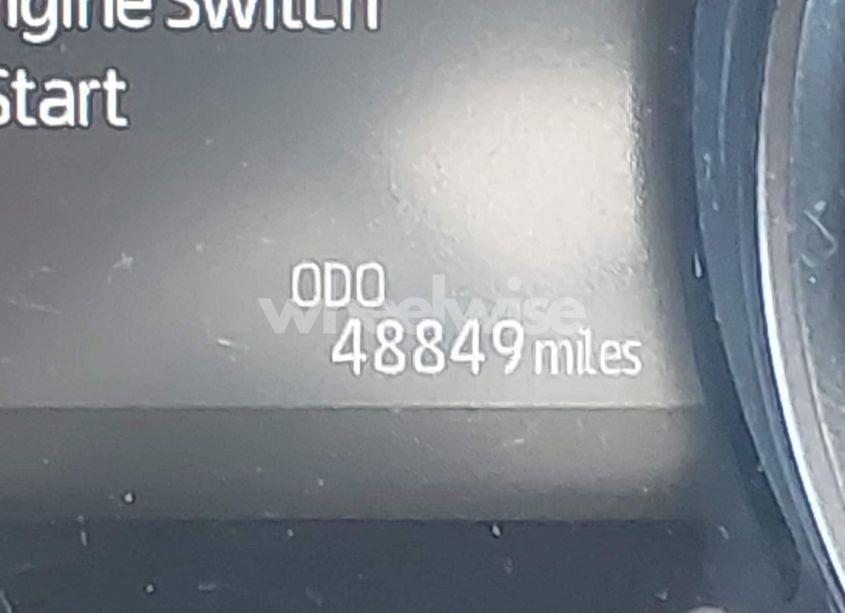 Engine Switch
Start
ODO
wheelwise
48849 miles